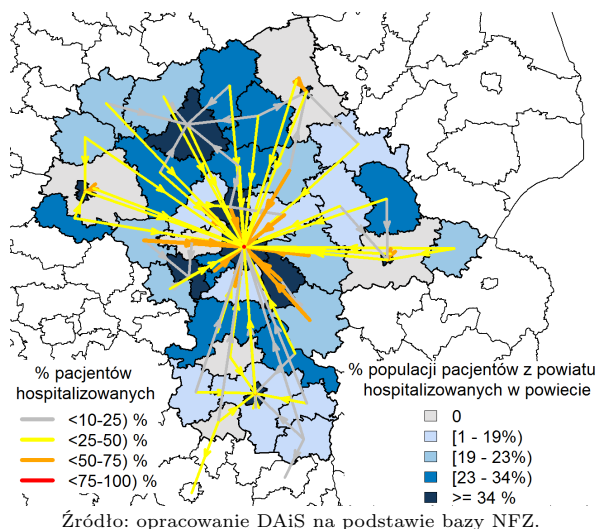 % pacjentów
hospitalizowanych
<10-25) %
<25-50) %
<50-75) %
<75-100) %
% populacji pacjentów z powiatu
hospitalizowanych w powiecie
0
[1 - 19%)
[19 - 23%)
[23 - 34%)
>= 34 %
Źródło: opracowanie DAiS na podstawie bazy NFZ.